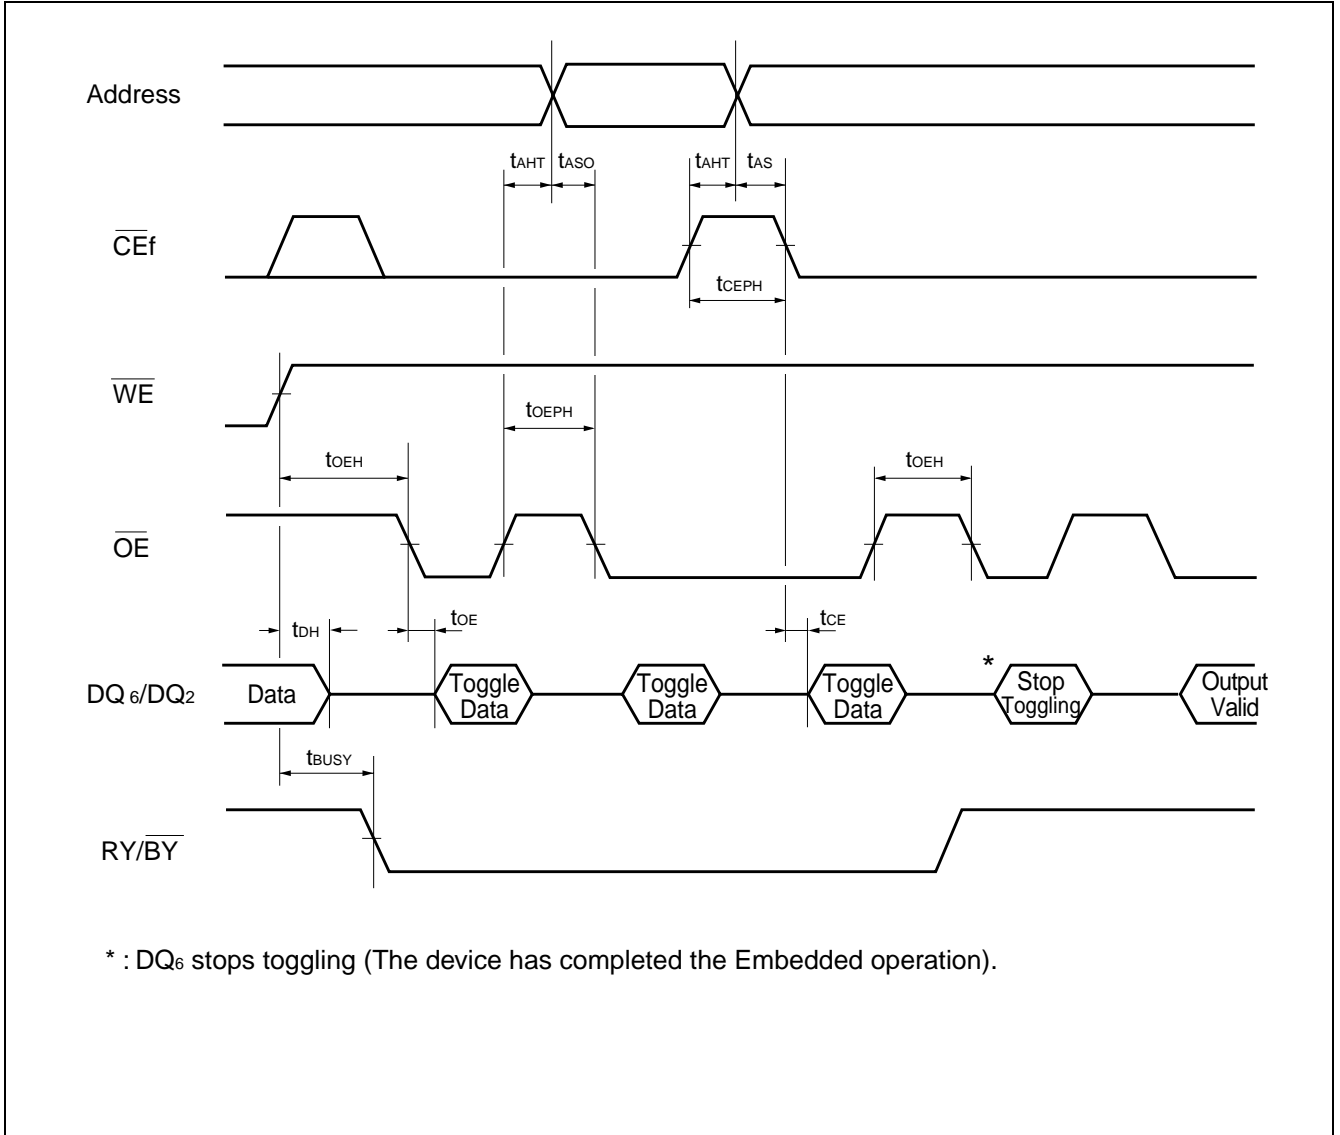 Address
tAHT tASO tAHT tAS
CEf
tCEPH
WE
tOEPH
tOEH tOEH
OE
tDH tOE tCE
DQ 6/DQ2 Data Toggle Data Toggle Data Toggle Data * Stop Toggling Output Valid
tBUSY
RY/BY
* : DQ6 stops toggling (The device has completed the Embedded operation).